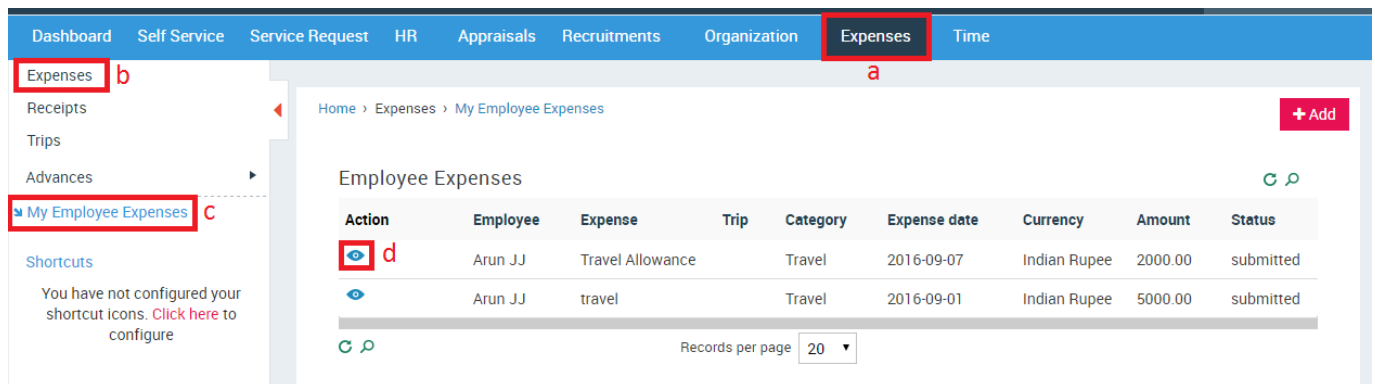 Dashboard Self Service Service Request HR Appraisals Recruitments Organization Expenses Time
a
Expenses b
Receipts
Trips
Advances
My Employee Expenses c
Shortcuts
You have not configured your
shortcut icons. Click here to
configure
Home › Expenses › My Employee Expenses
+ Add
Employee Expenses
Action Employee Expense Trip Category Expense date Currency Amount Status
d Arun JJ Travel Allowance Travel 2016-09-07 Indian Rupee 2000.00 submitted
Arun JJ travel Travel 2016-09-01 Indian Rupee 5000.00 submitted
Records per page 20